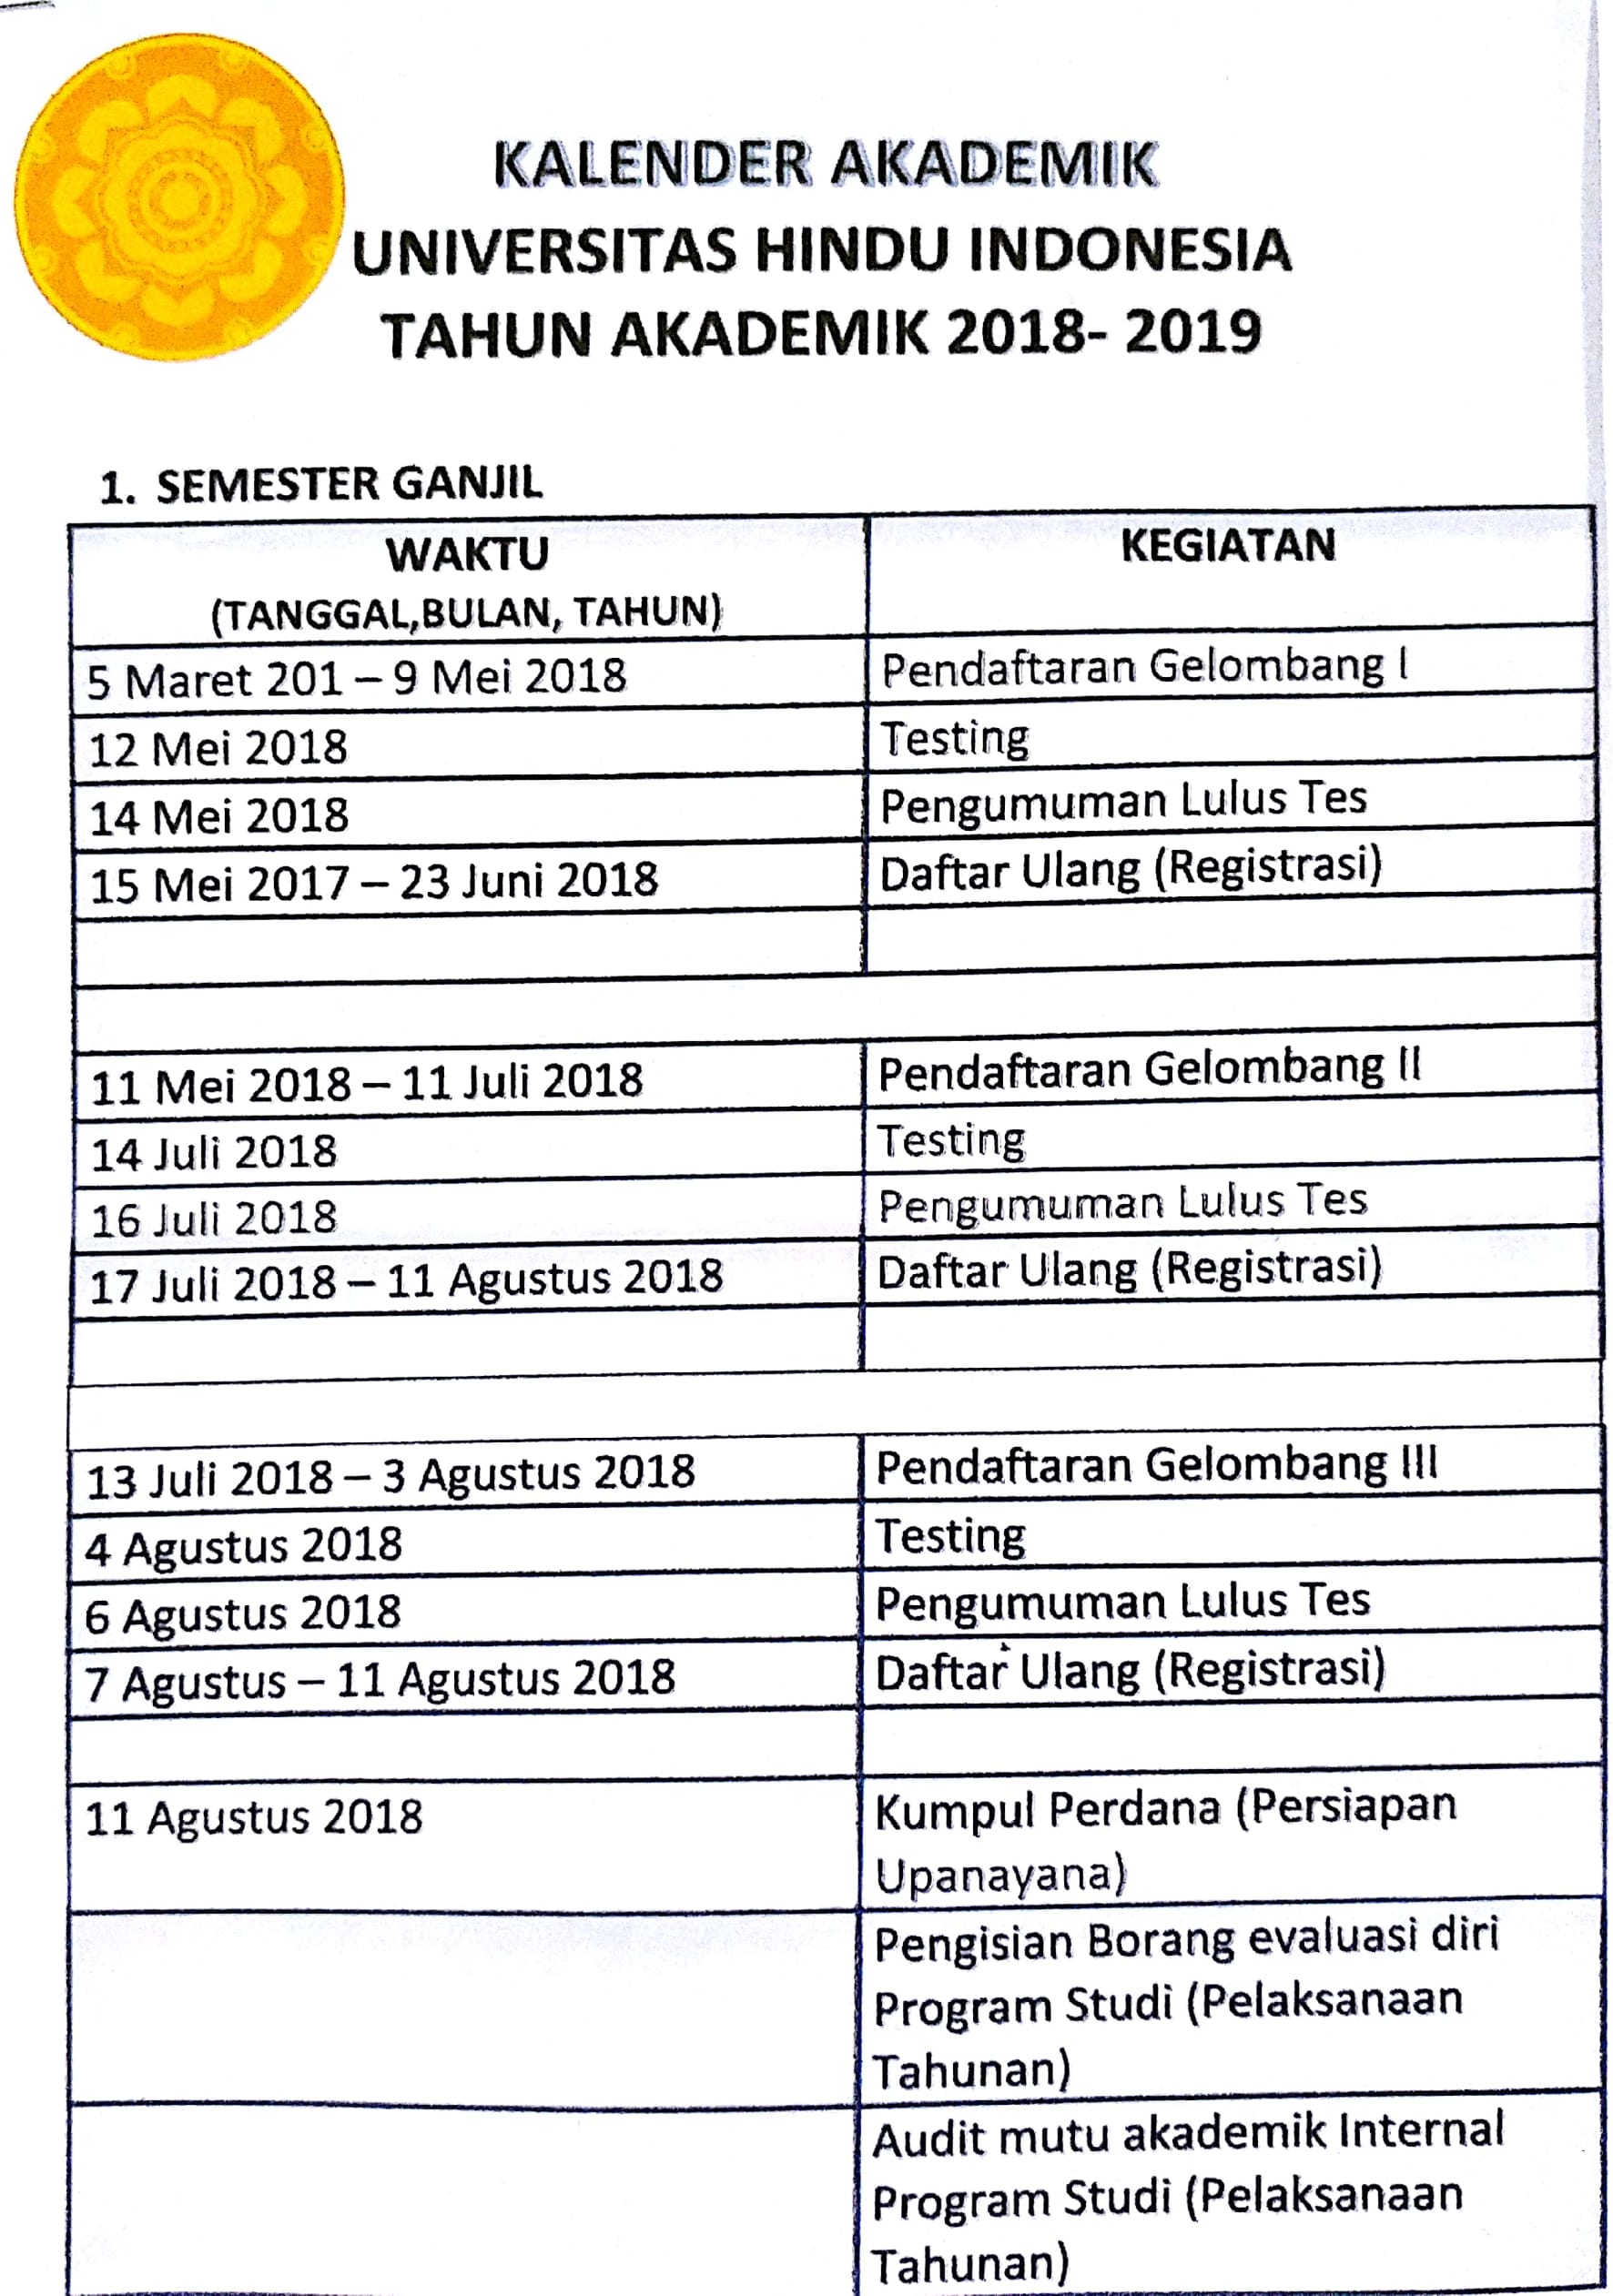 KALENDER AKADEMIK
UNIVERSITAS HINDU INDONESIA
TAHUN AKADEMIK 2018- 2019
1. SEMESTER GANJIL
WAKTU
(TANGGAL,BULAN, TAHUN)
KEGIATAN
5 Maret 201 – 9 Mei 2018
Pendaftaran Gelombang I
12 Mei 2018
Testing
14 Mei 2018
Pengumuman Lulus Tes
15 Mei 2017 – 23 Juni 2018
Daftar Ulang (Registrasi)
11 Mei 2018 – 11 Juli 2018
Pendaftaran Gelombang II
14 Juli 2018
Testing
16 Juli 2018
Pengumuman Lulus Tes
17 Juli 2018 – 11 Agustus 2018
Daftar Ulang (Registrasi)
13 Juli 2018 – 3 Agustus 2018
Pendaftaran Gelombang III
4 Agustus 2018
Testing
6 Agustus 2018
Pengumuman Lulus Tes
7 Agustus – 11 Agustus 2018
Daftar Ulang (Registrasi)
11 Agustus 2018
Kumpul Perdana (Persiapan
Upanayana)
Pengisian Borang evaluasi diri
Program Studi (Pelaksanaan
Tahunan)
Audit mutu akademik Internal
Program Studi (Pelaksanaan
Tahunan)